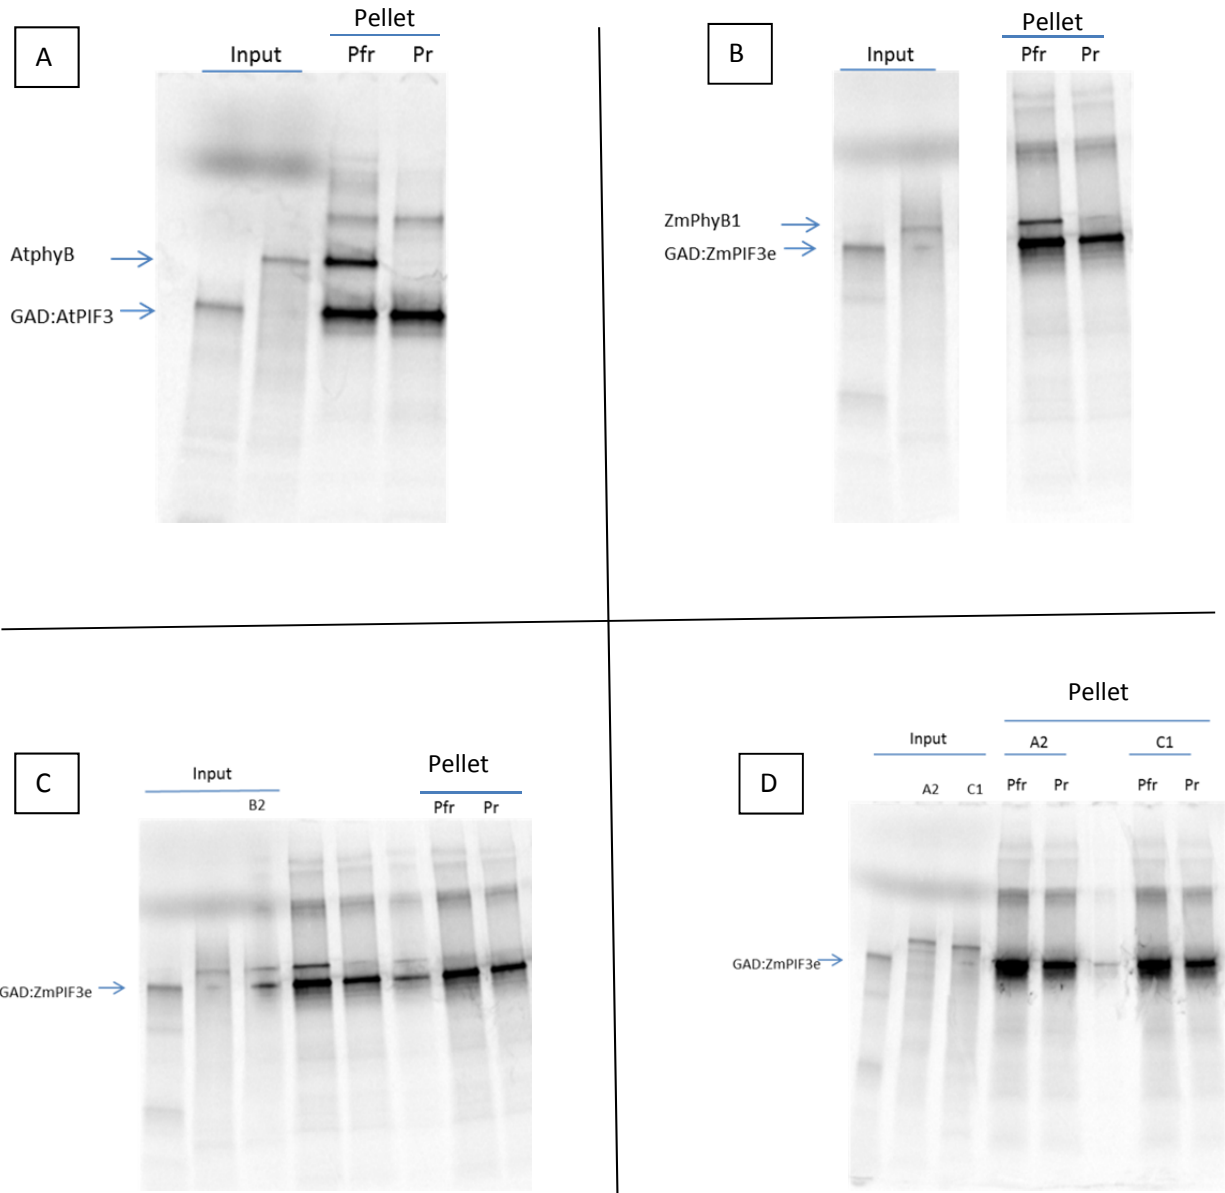 A
Pellet
Input
Pfr Pr
AtphyB
GAD:AtPIF3
B
Pellet
Input
Pfr Pr
ZmPhyB1
GAD:ZmPIF3e
C
Input
Pellet
B2
Pfr Pr
GAD:ZmPIF3e
D
Pellet
Input
A2 C1
A2 C1 Pfr Pr Pfr Pr
GAD:ZmPIF3e